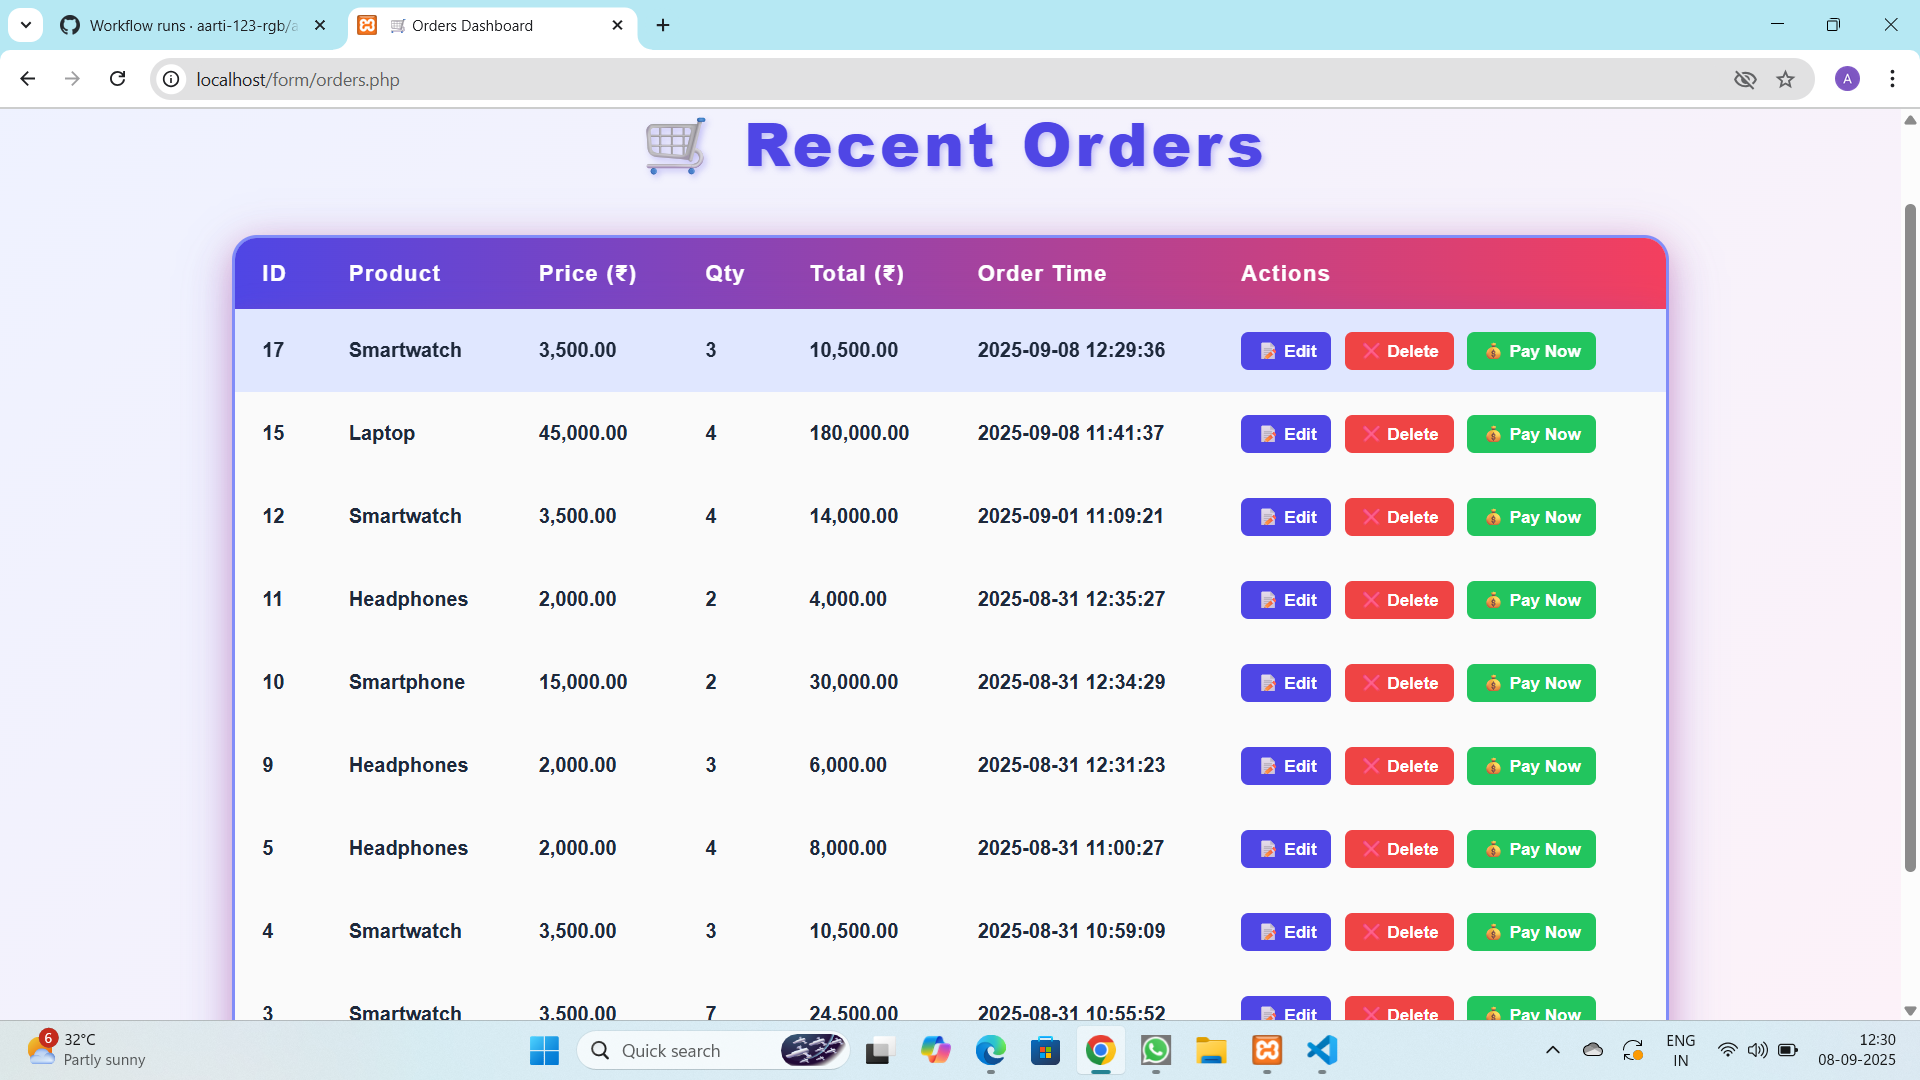 Workflow runs · aarti-123-rgb/a
Orders Dashboard
localhost/form/orders.php
A
Recent Orders
ID Product Price (₹) Qty Total (₹) Order Time Actions
17 Smartwatch 3,500.00 3 10,500.00 2025-09-08 12:29:36 Edit Delete Pay Now
15 Laptop 45,000.00 4 180,000.00 2025-09-08 11:41:37 Edit Delete Pay Now
12 Smartwatch 3,500.00 4 14,000.00 2025-09-01 11:09:21 Edit Delete Pay Now
11 Headphones 2,000.00 2 4,000.00 2025-08-31 12:35:27 Edit Delete Pay Now
10 Smartphone 15,000.00 2 30,000.00 2025-08-31 12:34:29 Edit Delete Pay Now
9 Headphones 2,000.00 3 6,000.00 2025-08-31 12:31:23 Edit Delete Pay Now
5 Headphones 2,000.00 4 8,000.00 2025-08-31 11:00:27 Edit Delete Pay Now
4 Smartwatch 3,500.00 3 10,500.00 2025-08-31 10:59:09 Edit Delete Pay Now
3 Smartwatch 3,500.00 7 24,500.00 2025-08-31 10:55:52 Edit Delete Pay Now
6 32°C
Partly sunny
Quick search
ENG
IN
12:30
08-09-2025